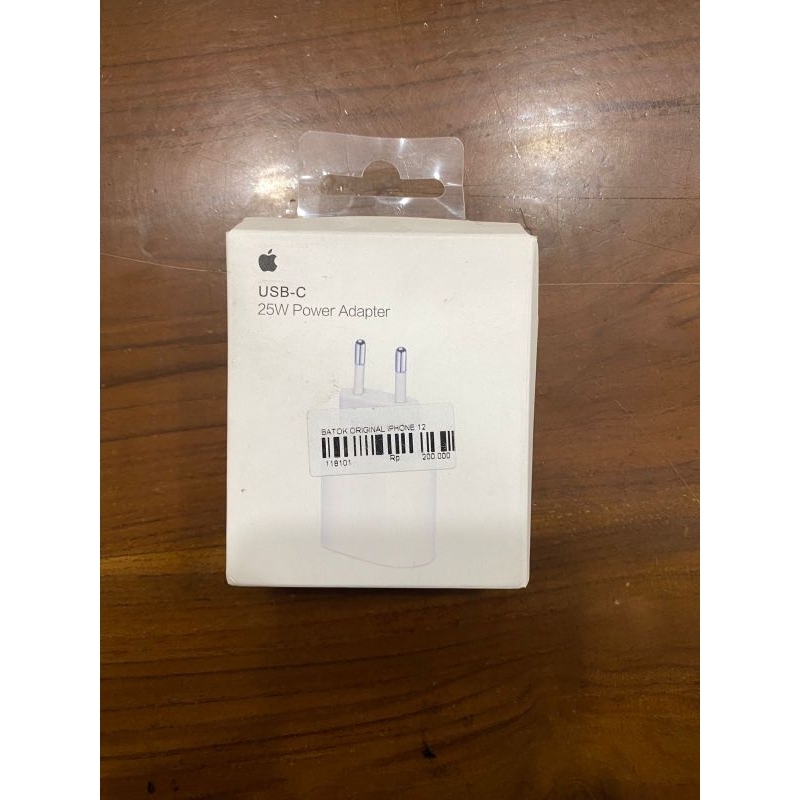 USB-C
25W Power Adapter
BATOK ORIGINAL IPHONE 12
118101 Rp 200.000